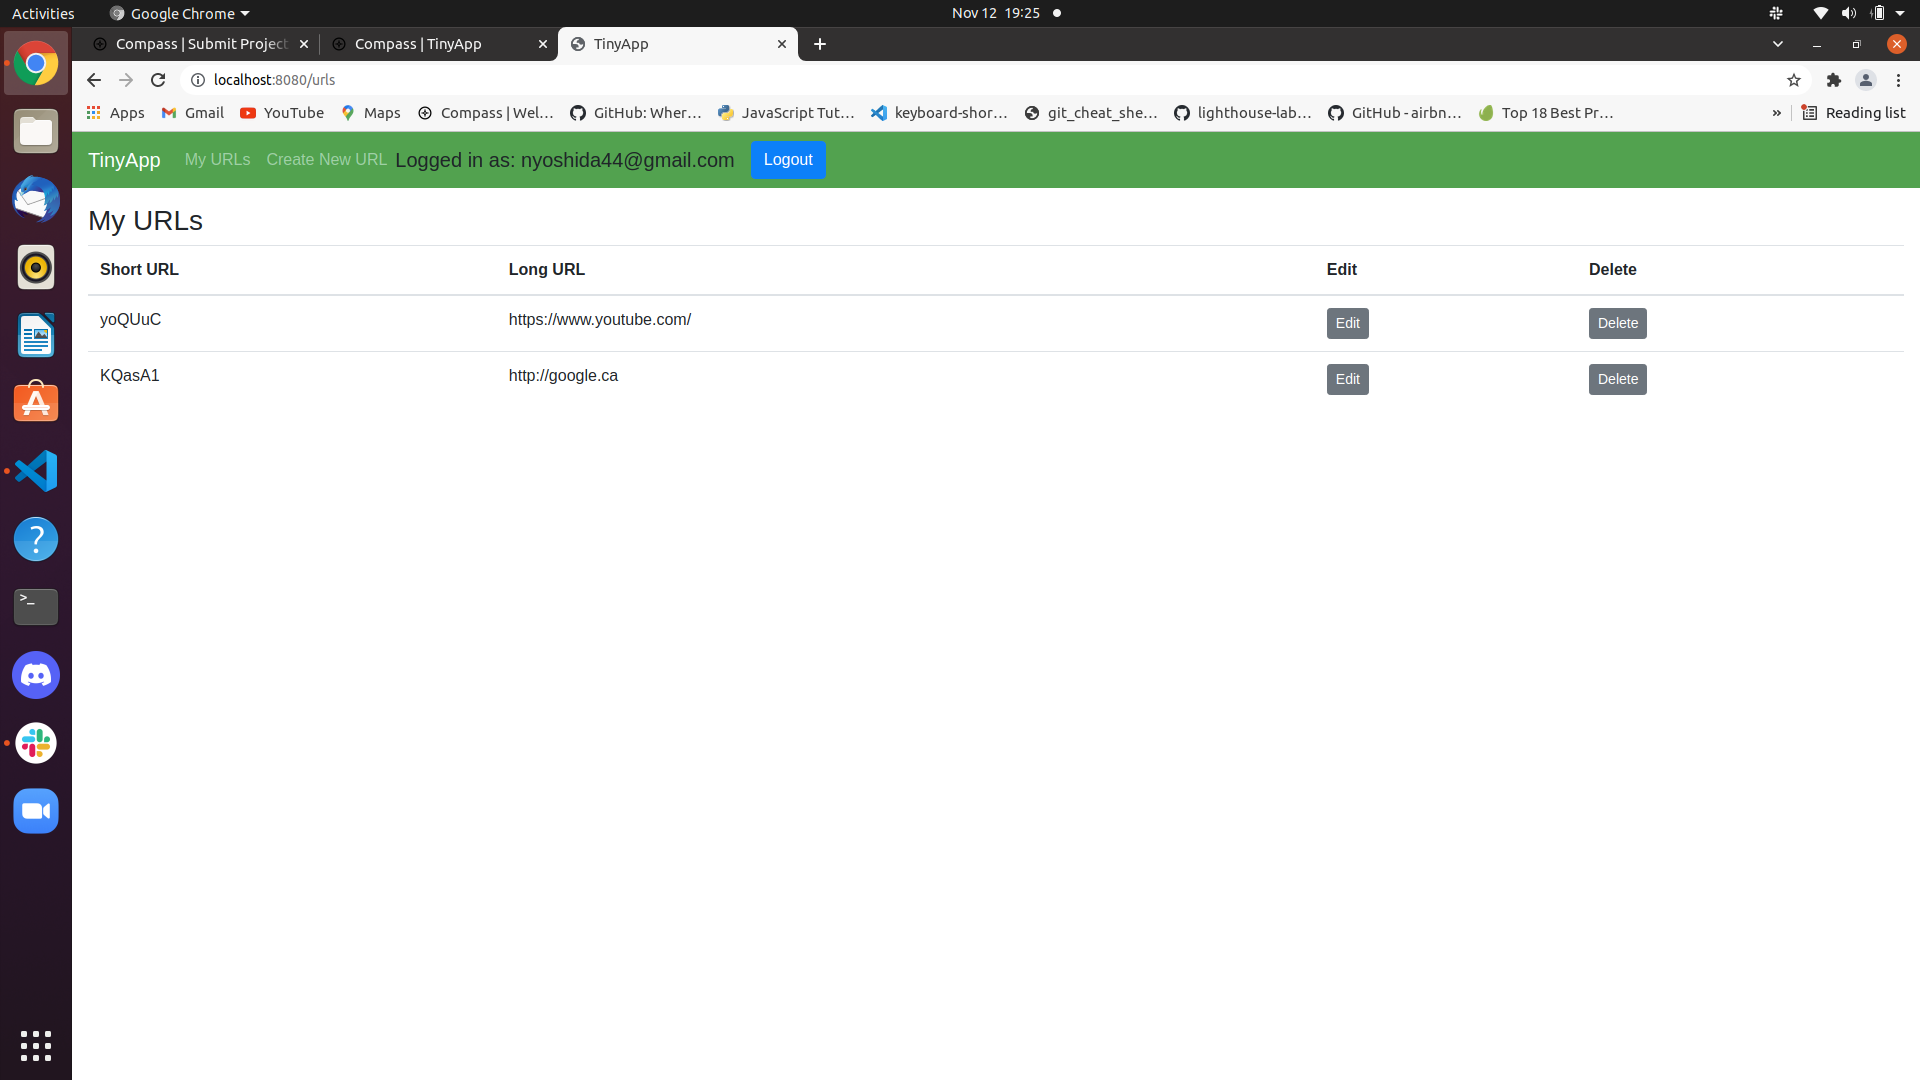 Activities Google Chrome Nov 12 19:25
Compass | Submit Project Compass | TinyApp TinyApp
localhost:8080/urls
Apps Gmail YouTube Maps Compass | Wel… GitHub: Wher… JavaScript Tut… keyboard-shor… git_cheat_she… lighthouse-lab… GitHub - airbn… Top 18 Best Pr… » Reading list
TinyApp My URLs Create New URL Logged in as: nyoshida44@gmail.com Logout
My URLs
Short URL Long URL Edit Delete
yoQUuC https://www.youtube.com/ Edit Delete
KQasA1 http://google.ca Edit Delete